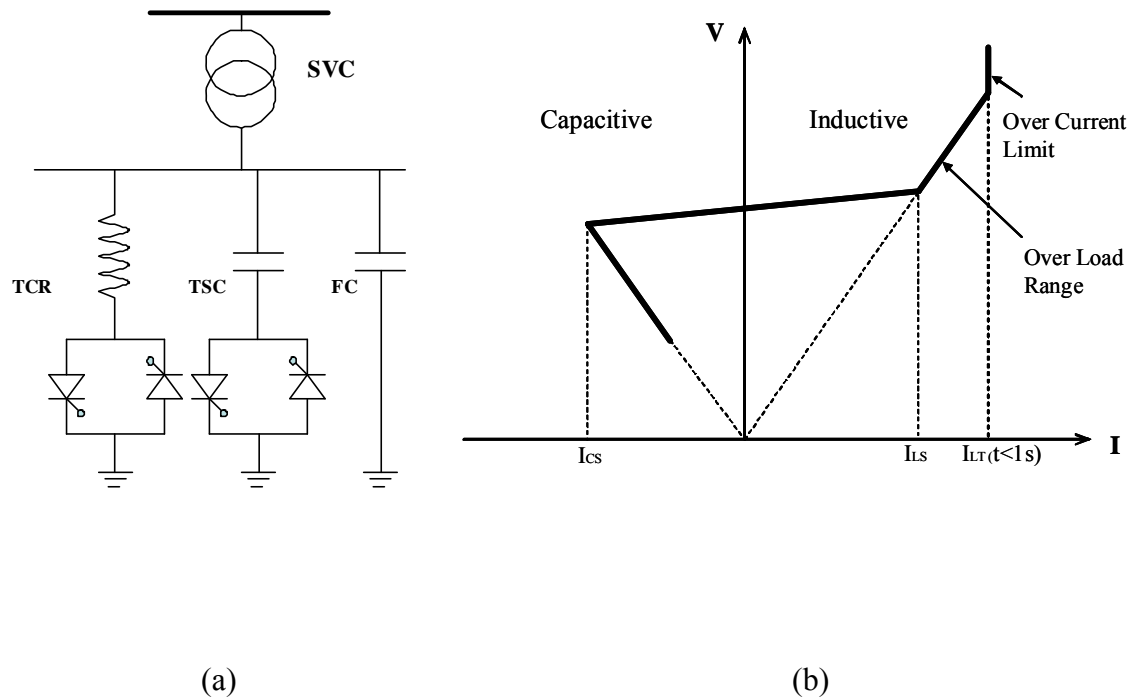 SVC
TCR
TSC
FC
(a)
V
Capacitive
Inductive
Over Current
Limit
Over Load
Range
ICS
ILS
ILT(t<1s)
I
(b)